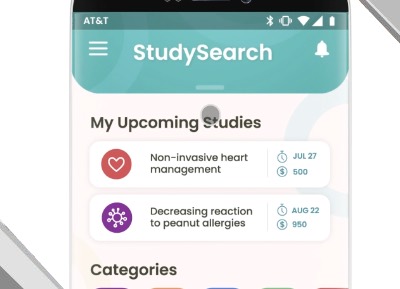 AT&T
StudySearch
My Upcoming Studies
Non-invasive heart
management
JUL 27
500
Decreasing reaction
to peanut allergies
AUG 22
950
Categories